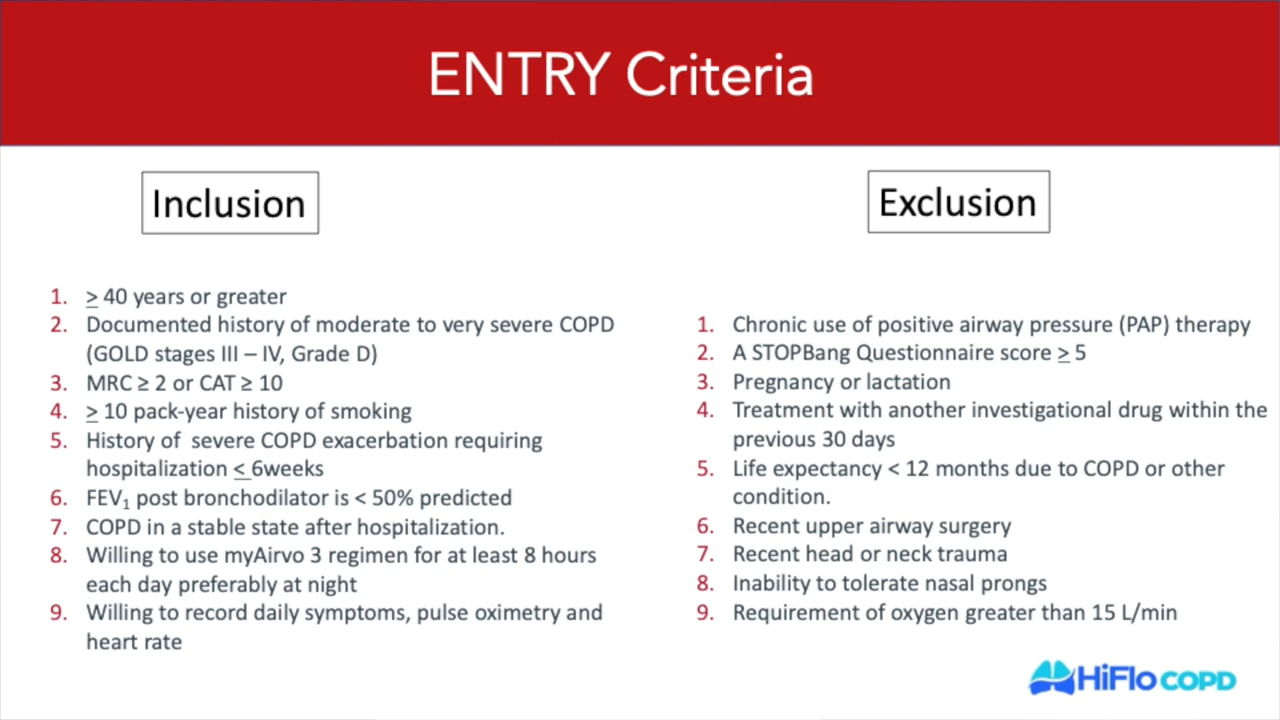 ENTRY Criteria
Inclusion
1. ≥ 40 years or greater
2. Documented history of moderate to very severe COPD
(GOLD stages III – IV, Grade D)
3. MRC ≥ 2 or CAT ≥ 10
4. ≥ 10 pack-year history of smoking
5. History of severe COPD exacerbation requiring
hospitalization ≤ 6weeks
6. FEV₁ post bronchodilator is < 50% predicted
7. COPD in a stable state after hospitalization.
8. Willing to use myAirvo 3 regimen for at least 8 hours
each day preferably at night
9. Willing to record daily symptoms, pulse oximetry and
heart rate
Exclusion
1. Chronic use of positive airway pressure (PAP) therapy
2. A STOPBang Questionnaire score ≥ 5
3. Pregnancy or lactation
4. Treatment with another investigational drug within the
previous 30 days
5. Life expectancy < 12 months due to COPD or other
condition.
6. Recent upper airway surgery
7. Recent head or neck trauma
8. Inability to tolerate nasal prongs
9. Requirement of oxygen greater than 15 L/min
HiFlo COPD